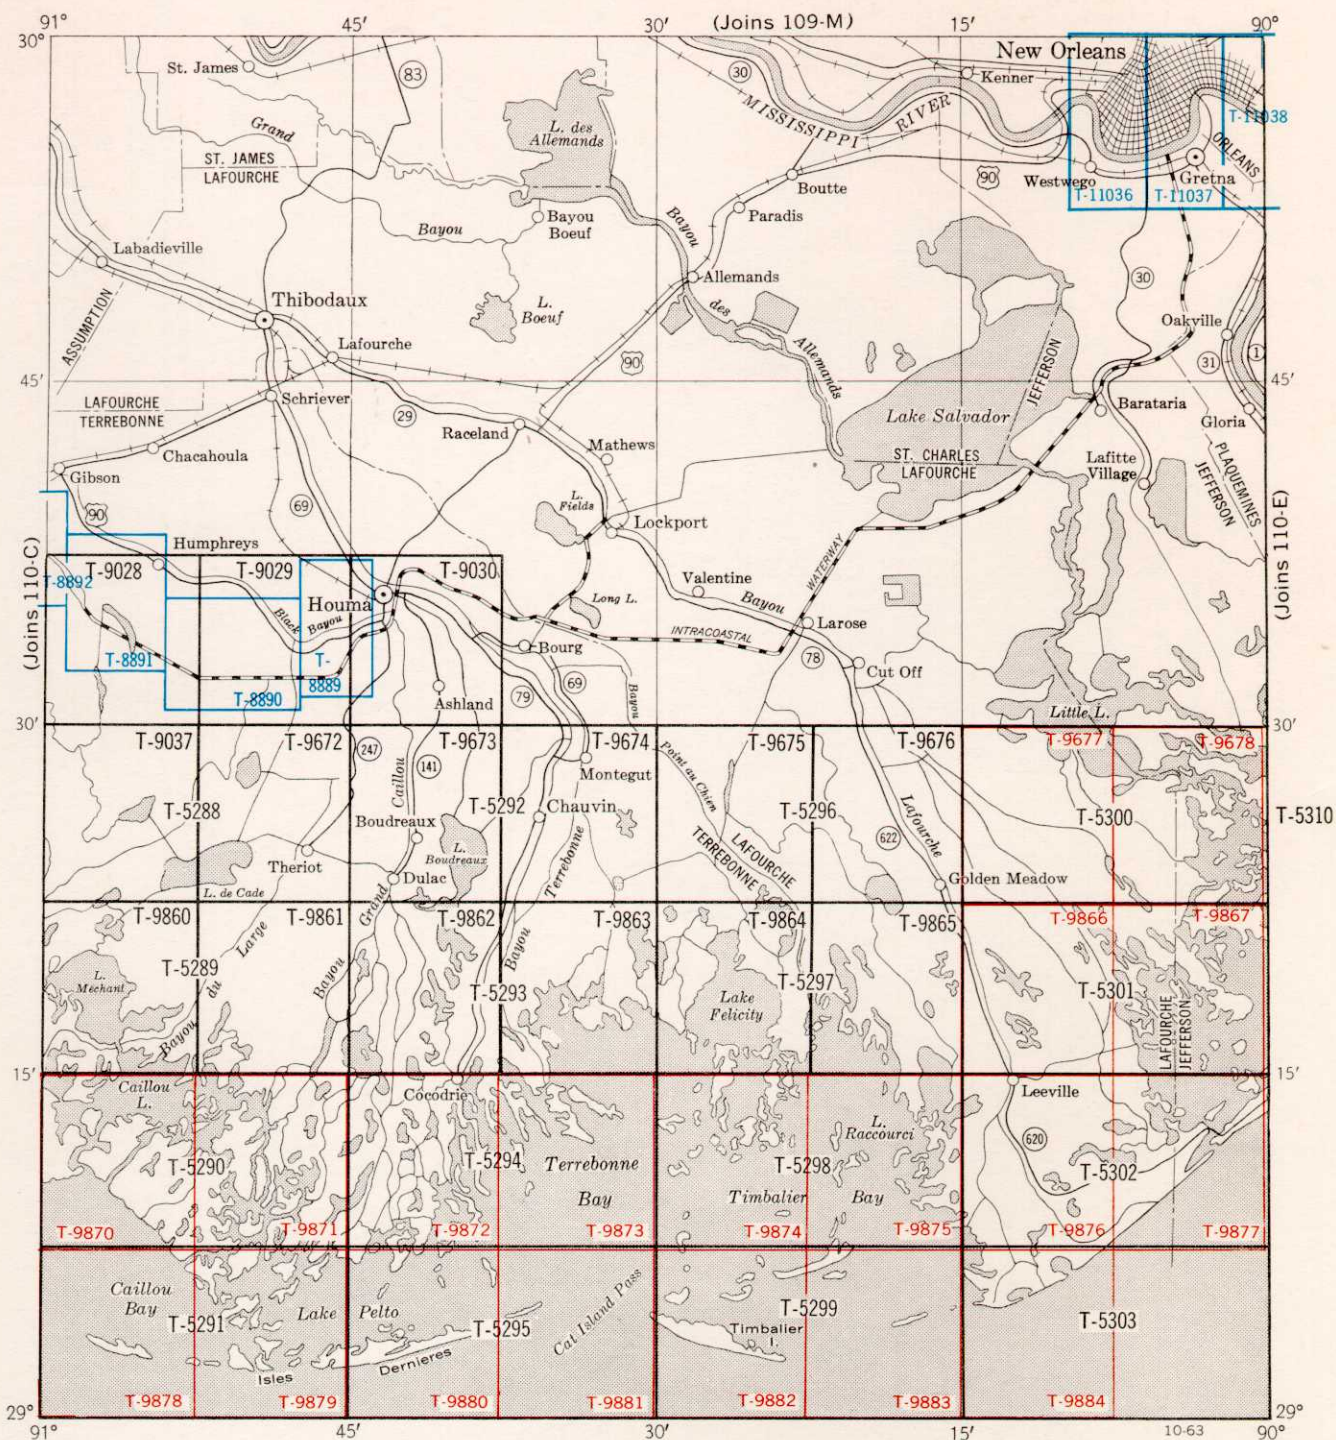 91°
45'
30'
(Joins 109-M)
15'
90°
30°
New Orleans
St. James
83
30
Kenner
MISSISSIPPI RIVER
L. des
Allemands
T-11038
Grand
ORLEANS
ST. JAMES
LAFOURCHE
90
Westwego
Gretna
Boutte
T-11036
T-11037
Paradis
Bayou
Boeuf
Bayou
Bayou
Labadieville
Allemands
30
des
Allemands
ASSUMPTION
Thibodaux
L.
Boeuf
Oakville
Lafourche
JEFFERSON
90
31
1
45'
45'
LAFOURCHE
TERREBONNE
Schriever
29
Barataria
Lake Salvador
Gloria
Raceland
Mathews
Chacahoula
ST. CHARLES
LAFOURCHE
Lafitte
Village
PLAQUEMINES
JEFFERSON
Gibson
69
L.
Fields
90
Lockport
(Joins 110-C)
(Joins 110-E)
Humphreys
WATERWAY
T-9028
T-9029
T-9030
T-8892
Valentine
Houma
Black Bayou
Long L.
Bayou
Larose
INTRACOASTAL
Bourg
78
T-8891
T-
8889
69
Cut Off
T-8890
79
Bayou
Ashland
Little L.
30'
30'
T-9037
T-9672
247
T-9673
T-9674
T-9675
T-9676
T-9677
T-9678
141
Caillou
Montegut
Point au Chien
T-5288
T-5292
Chauvin
T-5296
Lafourche
T-5300
T-5310
Boudreaux
622
LAFOURCHE
TERREBONNE
L.
Boudreaux
Terrebonne
Theriot
Dulac
Golden Meadow
L. de Cade
Grand
T-9860
T-9861
T-9862
T-9863
T-9864
T-9865
T-9866
T-9867
Large
Bayou
T-5289
L.
Mechant
du
Bayou
T-5293
Lake
Felicity
T-5297
T-5301
LAFOURCHE
JEFFERSON
Bayou
15'
15'
Caillou
L.
Cocodrie
Leeville
L.
Raccourci
620
T-5290
T-5294
Terrebonne
Bay
T-5298
T-5302
Timbalier
Bay
T-9870
T-9871
T-9872
T-9873
T-9874
T-9875
T-9876
T-9877
Caillou
Bay
Lake Pelto
Cat Island Pass
T-5299
T-5291
T-5295
Timbalier
I.
T-5303
Isles
Dernieres
T-9878
T-9879
T-9880
T-9881
T-9882
T-9883
T-9884
29°
29°
91°
45'
30'
15'
10-63
90°